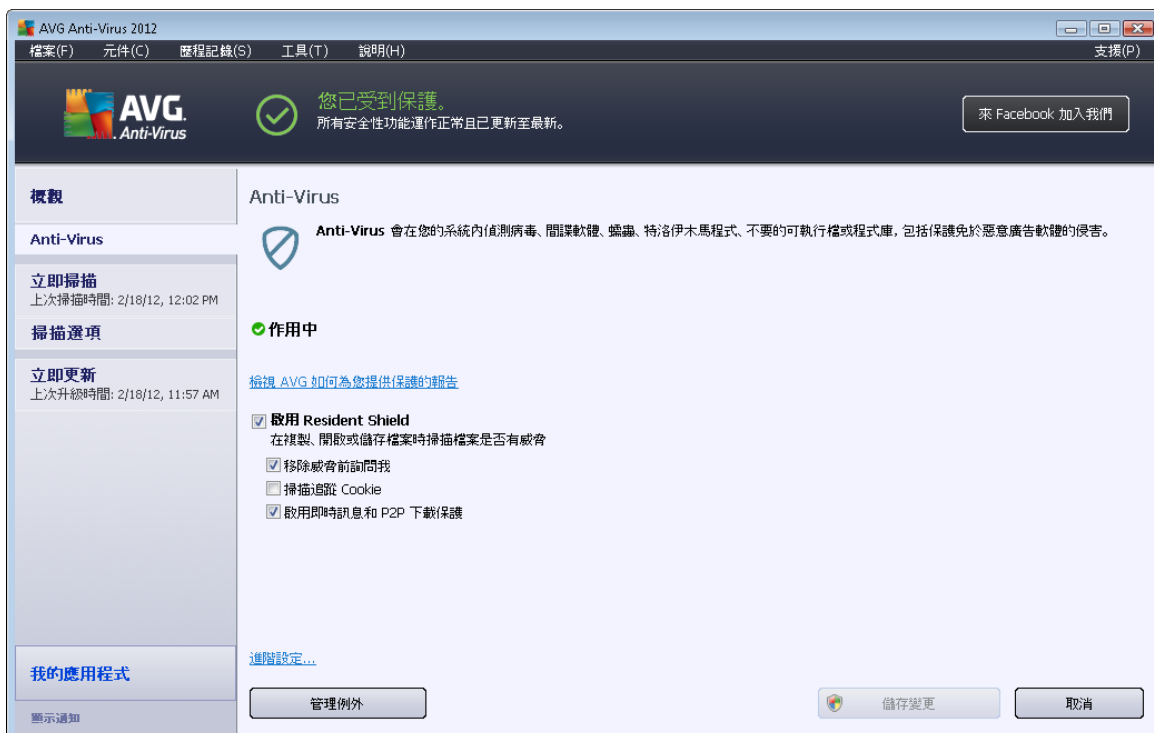 AVG Anti-Virus 2012
檔案(F) 元件(C) 歷程記錄(S) 工具(T) 說明(H) 支援(P)
AVG.
Anti-Virus
您已受到保護。
所有安全性功能運作正常且已更新至最新。
來 Facebook 加入我們
概觀
Anti-Virus
立即掃描
上次掃描時間: 2/18/12, 12:02 PM
掃描選項
立即更新
上次升級時間: 2/18/12, 11:57 AM
我的應用程式
顯示通知
Anti-Virus
Anti-Virus 會在您的系統內偵測病毒、間諜軟體、蠕蟲、特洛伊木馬程式、不要的可執行檔或程式庫, 包括保護免於惡意廣告軟體的侵害。
作用中
檢視 AVG 如何為您提供保護的報告
啟用 Resident Shield
在複製、開啟或儲存檔案時掃描檔案是否有威脅
移除威脅前詢問我
掃描追蹤 Cookie
啟用即時訊息和 P2P 下載保護
進階設定...
管理例外
儲存變更
取消